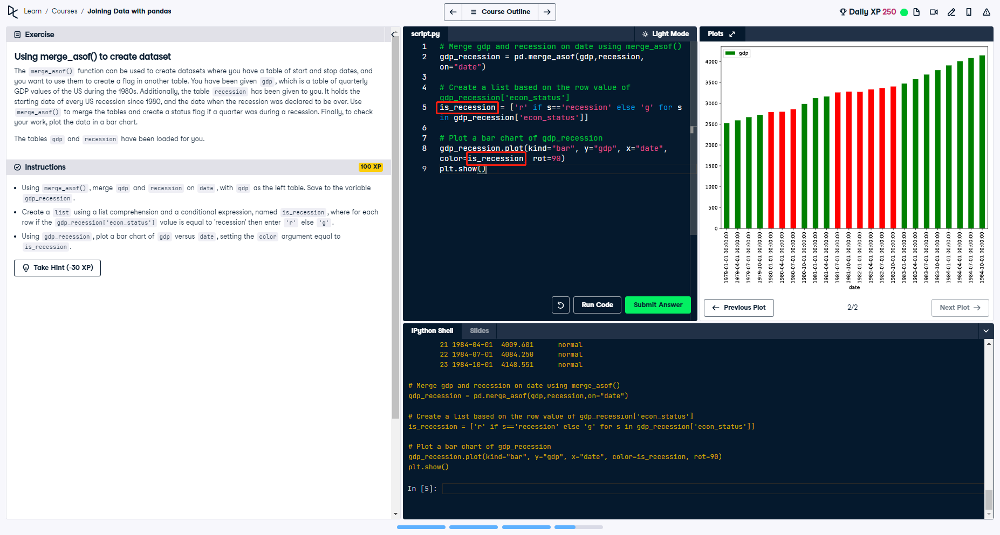 Learn / Courses / Joining Data with pandas
Course Outline
Daily XP 250
Exercise
Using merge_asof() to create dataset
The merge_asof() function can be used to create datasets where you have a table of start and stop dates, and
you want to use them to create a flag in another table. You have been given gdp, which is a table of quarterly
GDP values of the US during the 1980s. Additionally, the table recession has been given to you. It holds the
starting date of every US recession since 1980, and the date when the recession was declared to be over. Use
merge_asof() to merge the tables and create a status flag if a quarter was during a recession. Finally, to check
your work, plot the data in a bar chart.
The tables gdp and recession have been loaded for you.
Instructions
100 XP
Using merge_asof(), merge gdp and recession on date, with gdp as the left table. Save to the variable
gdp_recession.
Create a list using a list comprehension and a conditional expression, named is_recession, where for each
row if the gdp_recession['econ_status'] value is equal to 'recession' then enter 'r' else 'g'.
Using gdp_recession, plot a bar chart of gdp versus date, setting the color argument equal to
is_recession.
Take Hint (-30 XP)
script.py
Light Mode
1 # Merge gdp and recession on date using merge_asof()
2 gdp_recession = pd.merge_asof(gdp,recession,
on="date")
3
4 # Create a list based on the row value of
gdp_recession['econ_status']
5 is_recession = ['r' if s=='recession' else 'g' for s
in gdp_recession['econ_status']]
6
7 # Plot a bar chart of gdp_recession
8 gdp_recession.plot(kind="bar", y="gdp", x="date",
color=is_recession rot=90)
9 plt.show()
Run Code
Submit Answer
Plots
gdp
4000
3500
3000
2500
2000
1500
1000
500
0
1979-01-01 00:00:00
1979-04-01 00:00:00
1979-07-01 00:00:00
1979-10-01 00:00:00
1980-01-01 00:00:00
1980-04-01 00:00:00
1980-07-01 00:00:00
1980-10-01 00:00:00
1981-01-01 00:00:00
1981-04-01 00:00:00
1981-07-01 00:00:00
1981-10-01 00:00:00
1982-01-01 00:00:00
1982-04-01 00:00:00
1982-07-01 00:00:00
1982-10-01 00:00:00
1983-01-01 00:00:00
1983-04-01 00:00:00
1983-07-01 00:00:00
1983-10-01 00:00:00
1984-01-01 00:00:00
1984-04-01 00:00:00
1984-07-01 00:00:00
1984-10-01 00:00:00
date
Previous Plot
2/2
Next Plot
IPython Shell
Slides
21 1984-04-01 4009.601 normal
22 1984-07-01 4084.250 normal
23 1984-10-01 4148.551 normal
# Merge gdp and recession on date using merge_asof()
gdp_recession = pd.merge_asof(gdp,recession,on="date")
# Create a list based on the row value of gdp_recession['econ_status']
is_recession = ['r' if s=='recession' else 'g' for s in gdp_recession['econ_status']]
# Plot a bar chart of gdp_recession
gdp_recession.plot(kind="bar", y="gdp", x="date", color=is_recession, rot=90)
plt.show()
In [5]: